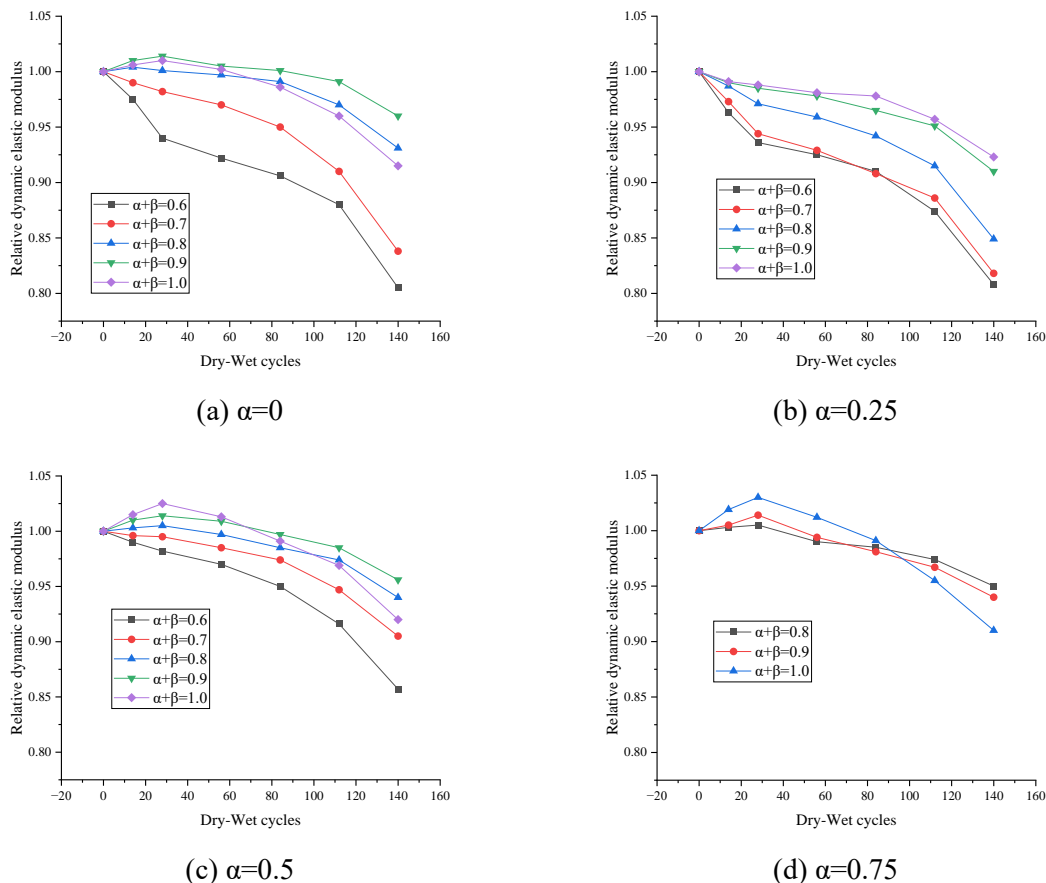 Relative dynamic elastic modulus
1.05
1.00
0.95
0.90
0.85
0.80
α+β=0.6
α+β=0.7
α+β=0.8
α+β=0.9
α+β=1.0
−20 0 20 40 60 80 100 120 140 160
Dry-Wet cycles
(a) α=0
Relative dynamic elastic modulus
1.05
1.00
0.95
0.90
0.85
0.80
α+β=0.6
α+β=0.7
α+β=0.8
α+β=0.9
α+β=1.0
−20 0 20 40 60 80 100 120 140 160
Dry-Wet cycles
(b) α=0.25
Relative dynamic elastic modulus
1.05
1.00
0.95
0.90
0.85
0.80
α+β=0.6
α+β=0.7
α+β=0.8
α+β=0.9
α+β=1.0
−20 0 20 40 60 80 100 120 140 160
Dry-Wet cycles
(c) α=0.5
Relative dynamic elastic modulus
1.05
1.00
0.95
0.90
0.85
0.80
α+β=0.8
α+β=0.9
α+β=1.0
−20 0 20 40 60 80 100 120 140 160
Dry-Wet cycles
(d) α=0.75